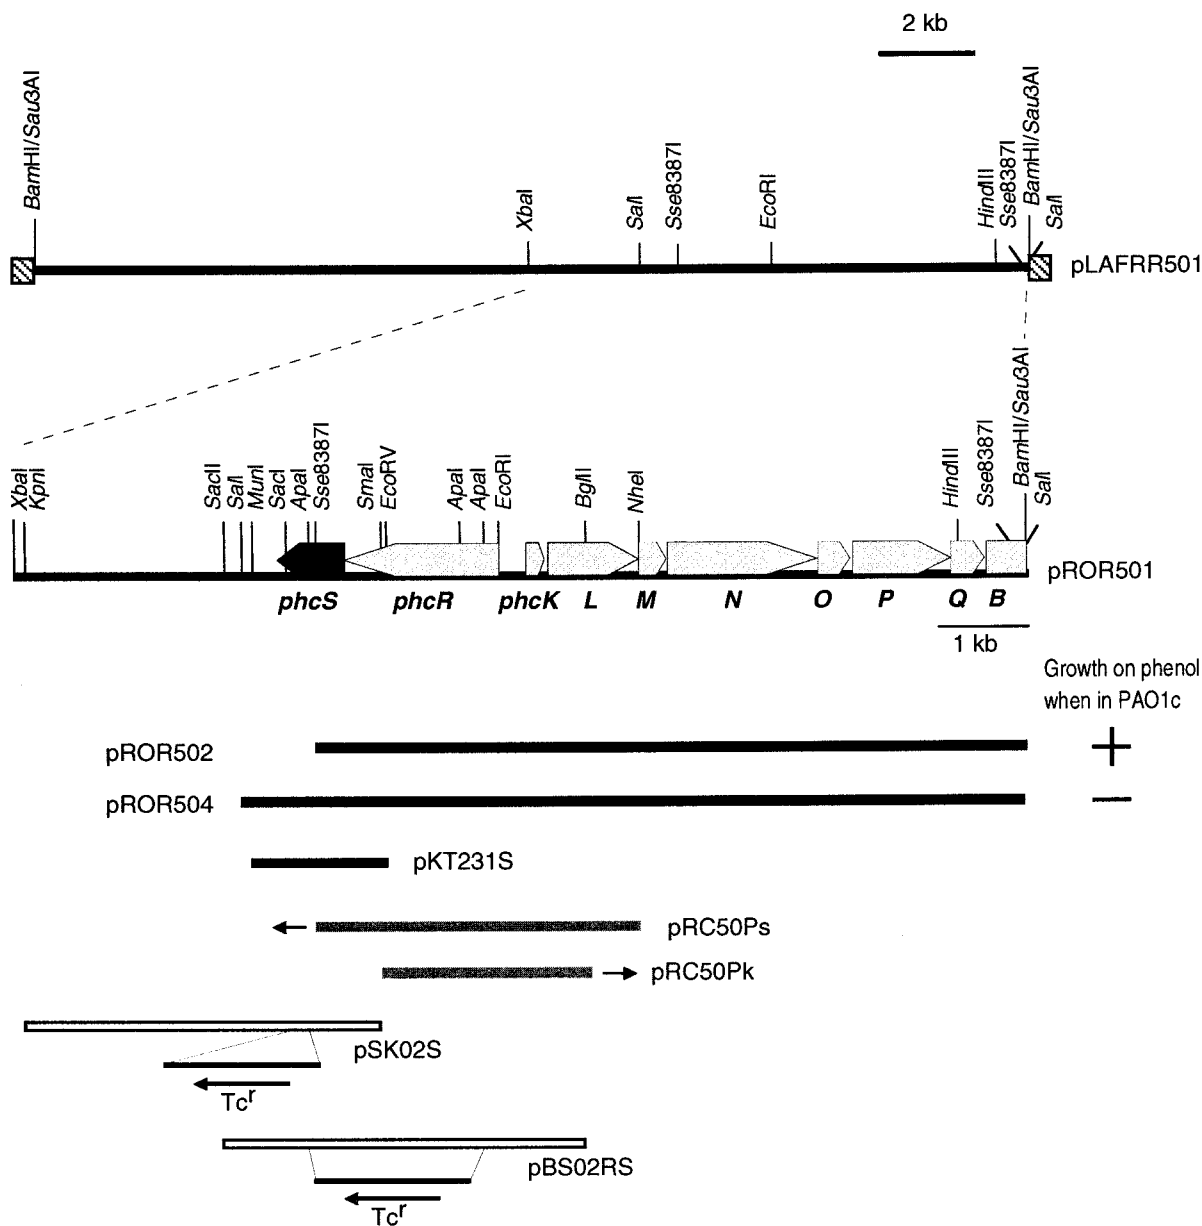 2 kb
BamHI/Sau3AI
XbaI
SalI
Sse8387I
EcoRI
HindIII
Sse8387I
BamHI/Sau3AI
SalI
pLAFRR501
XbaI
KpnI
SacII
SalI
MunI
SacI
ApaI
Sse8387I
SmaI
EcoRV
ApaI
ApaI
EcoRI
BglII
NheI
HindIII
Sse8387I
BamHI/Sau3AI
SalI
pROR501
phcS phcR phcK L M N O P Q B
1 kb
Growth on phenol
when in PAO1c
pROR502 +
pROR504 −
pKT231S
pRC50Ps
pRC50Pk
pSK02S
Tcr
pBS02RS
Tcr